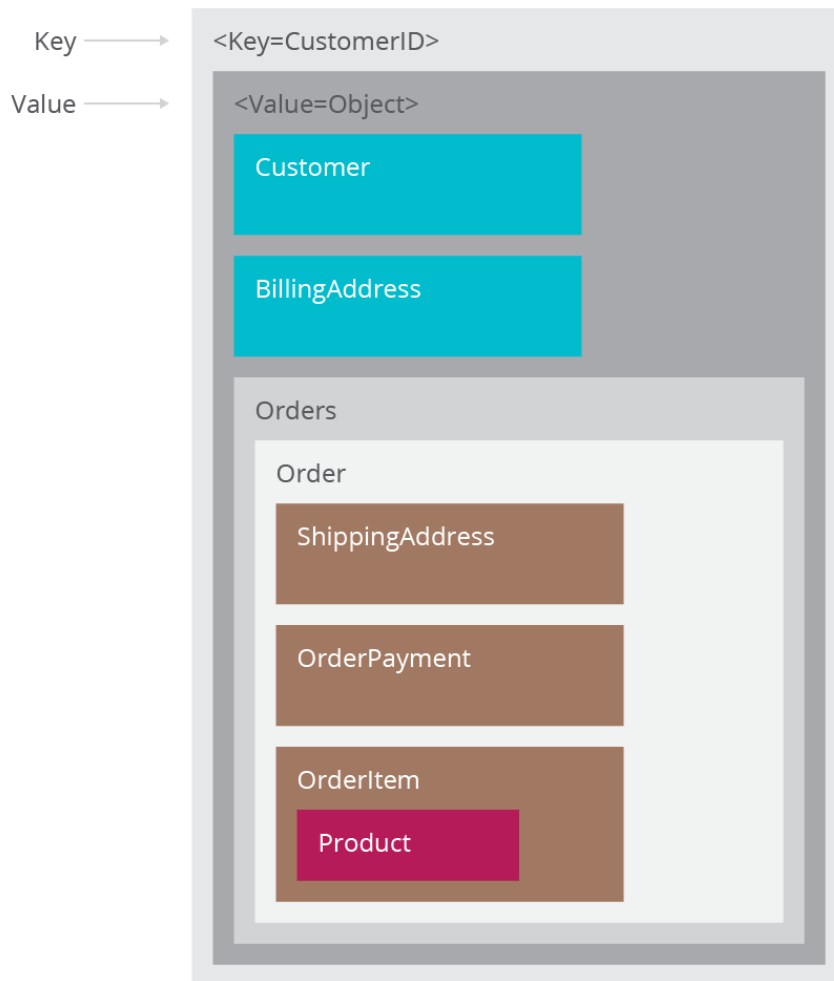 Key
<Key=CustomerID>
Value
<Value=Object>
Customer
BillingAddress
Orders
Order
ShippingAddress
OrderPayment
OrderItem
Product